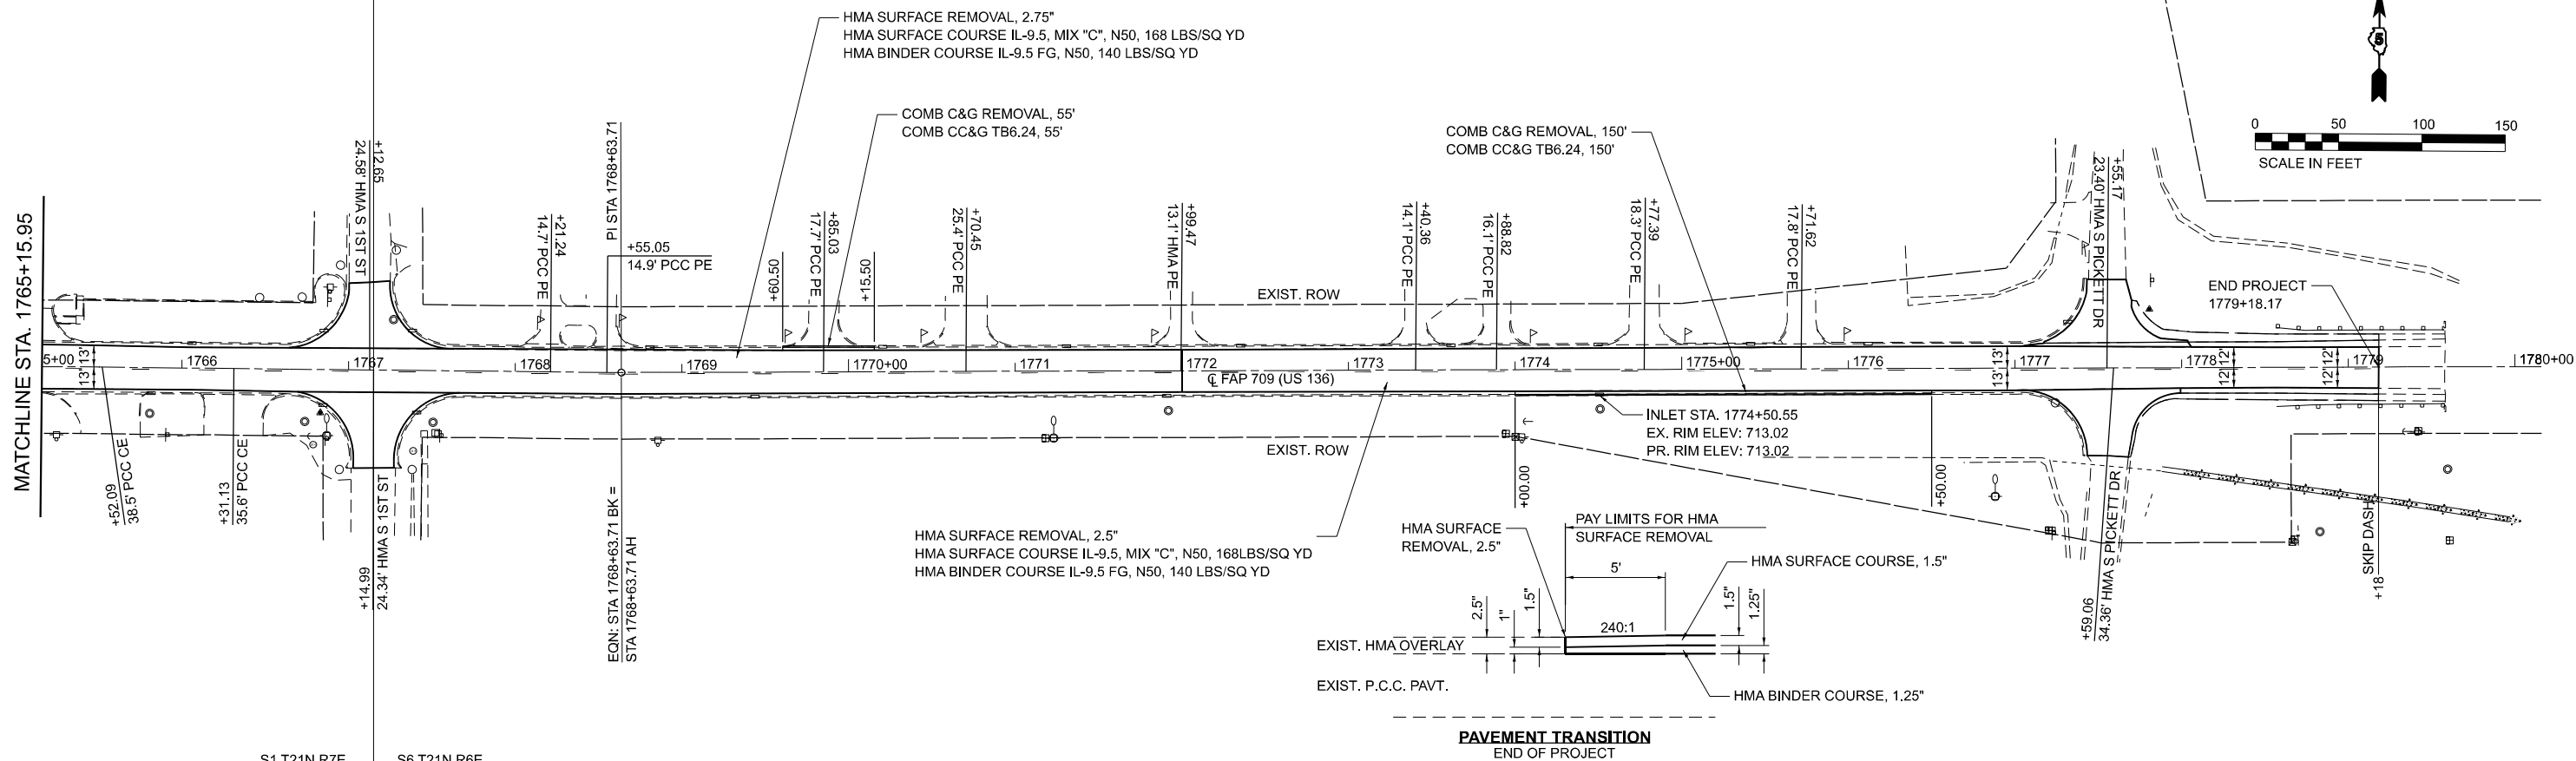 HMA SURFACE REMOVAL, 2.75"
HMA SURFACE COURSE IL-9.5, MIX "C", N50, 168 LBS/SQ YD
HMA BINDER COURSE IL-9.5 FG, N50, 140 LBS/SQ YD
5
0 50 100 150
SCALE IN FEET
COMB C&G REMOVAL, 55'
COMB CC&G TB6.24, 55'
COMB C&G REMOVAL, 150'
COMB CC&G TB6.24, 150'
MATCHLINE STA. 1765+15.95
+12.65
24.58' HMA S 1ST ST
+21.24
14.7' PCC PE
PI STA 1768+63.71
+55.05
14.9' PCC PE
+60.50
+85.03
17.7' PCC PE
+15.50
+70.45
25.4' PCC PE
+99.47
13.1' HMA PE
+40.36
14.1' PCC PE
+88.82
16.1' PCC PE
+77.39
18.3' PCC PE
+71.62
17.8' PCC PE
+55.17
23.40' HMA S PICKETT DR
END PROJECT
1779+18.17
EXIST. ROW
5+00 1766 1767 1768 1769 1770+00 1771 1772 1773 1774 1775+00 1776 1777 1778 1779 1780+00
178
13' 13'
13' 13'
12' 12'
12' 12'
℄ FAP 709 (US 136)
INLET STA. 1774+50.55
EX. RIM ELEV: 713.02
PR. RIM ELEV: 713.02
EXIST. ROW
+52.09
38.5' PCC CE
+31.13
35.6' PCC CE
+14.99
24.34' HMA S 1ST ST
EQN: STA 1768+63.71 BK =
STA 1768+63.71 AH
+00.00
+50.00
+59.06
34.36' HMA S PICKETT DR
SKIP DASH
+18
HMA SURFACE REMOVAL, 2.5"
HMA SURFACE COURSE IL-9.5, MIX "C", N50, 168LBS/SQ YD
HMA BINDER COURSE IL-9.5 FG, N50, 140 LBS/SQ YD
HMA SURFACE
REMOVAL, 2.5"
PAY LIMITS FOR HMA
SURFACE REMOVAL
5'
HMA SURFACE COURSE, 1.5"
2.5"
1"
1.5"
240:1
1.5"
1.25"
EXIST. HMA OVERLAY
EXIST. P.C.C. PAVT.
HMA BINDER COURSE, 1.25"
PAVEMENT TRANSITION
END OF PROJECT
S1 T21N R7E S6 T21N R6E